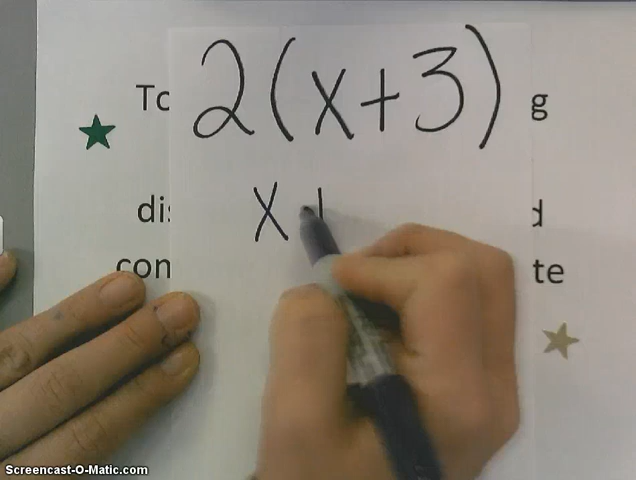 2(x+3)
To g
dis d
con te
x
Screencast-O-Matic.com